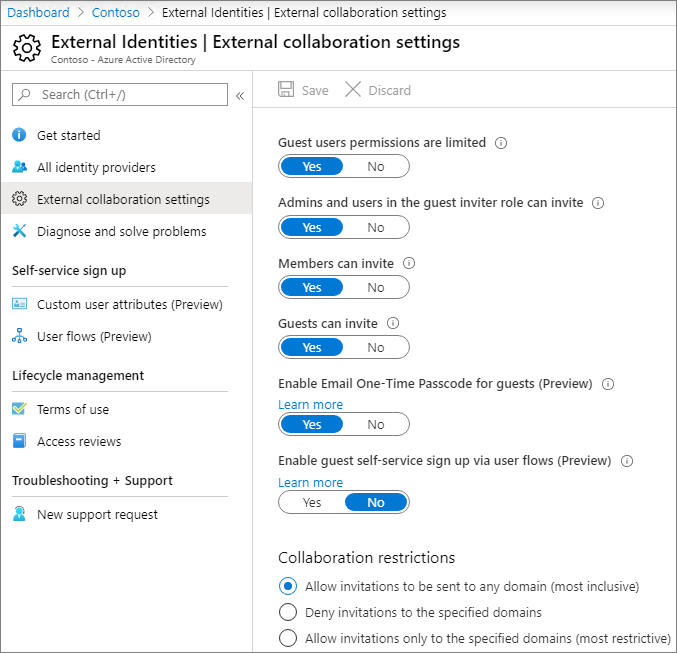 Dashboard > Contoso > External Identities | External collaboration settings
External Identities | External collaboration settings
Contoso - Azure Active Directory
Search (Ctrl+/)
«
Get started
All identity providers
External collaboration settings
Diagnose and solve problems
Self-service sign up
Custom user attributes (Preview)
User flows (Preview)
Lifecycle management
Terms of use
Access reviews
Troubleshooting + Support
New support request
Save Discard
Guest users permissions are limited
Yes No
Admins and users in the guest inviter role can invite
Yes No
Members can invite
Yes No
Guests can invite
Yes No
Enable Email One-Time Passcode for guests (Preview)
Learn more
Yes No
Enable guest self-service sign up via user flows (Preview)
Learn more
Yes No
Collaboration restrictions
Allow invitations to be sent to any domain (most inclusive)
Deny invitations to the specified domains
Allow invitations only to the specified domains (most restrictive)